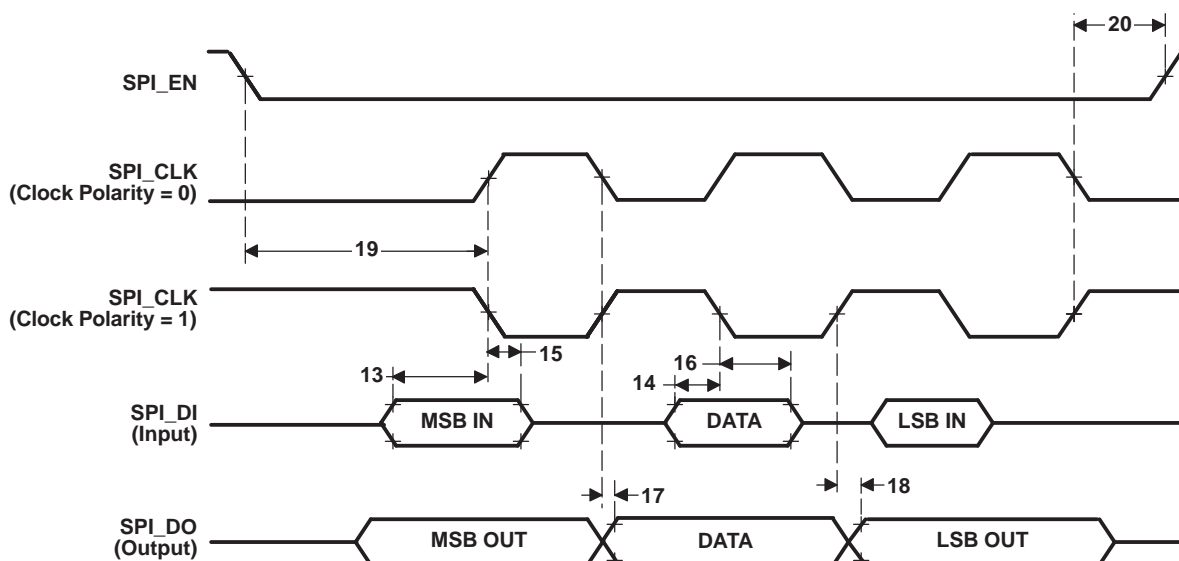 20
SPI_EN
SPI_CLK
(Clock Polarity = 0)
19
SPI_CLK
(Clock Polarity = 1)
15
16
13
14
SPI_DI
(Input)
MSB IN
DATA
LSB IN
17
18
SPI_DO
(Output)
MSB OUT
DATA
LSB OUT